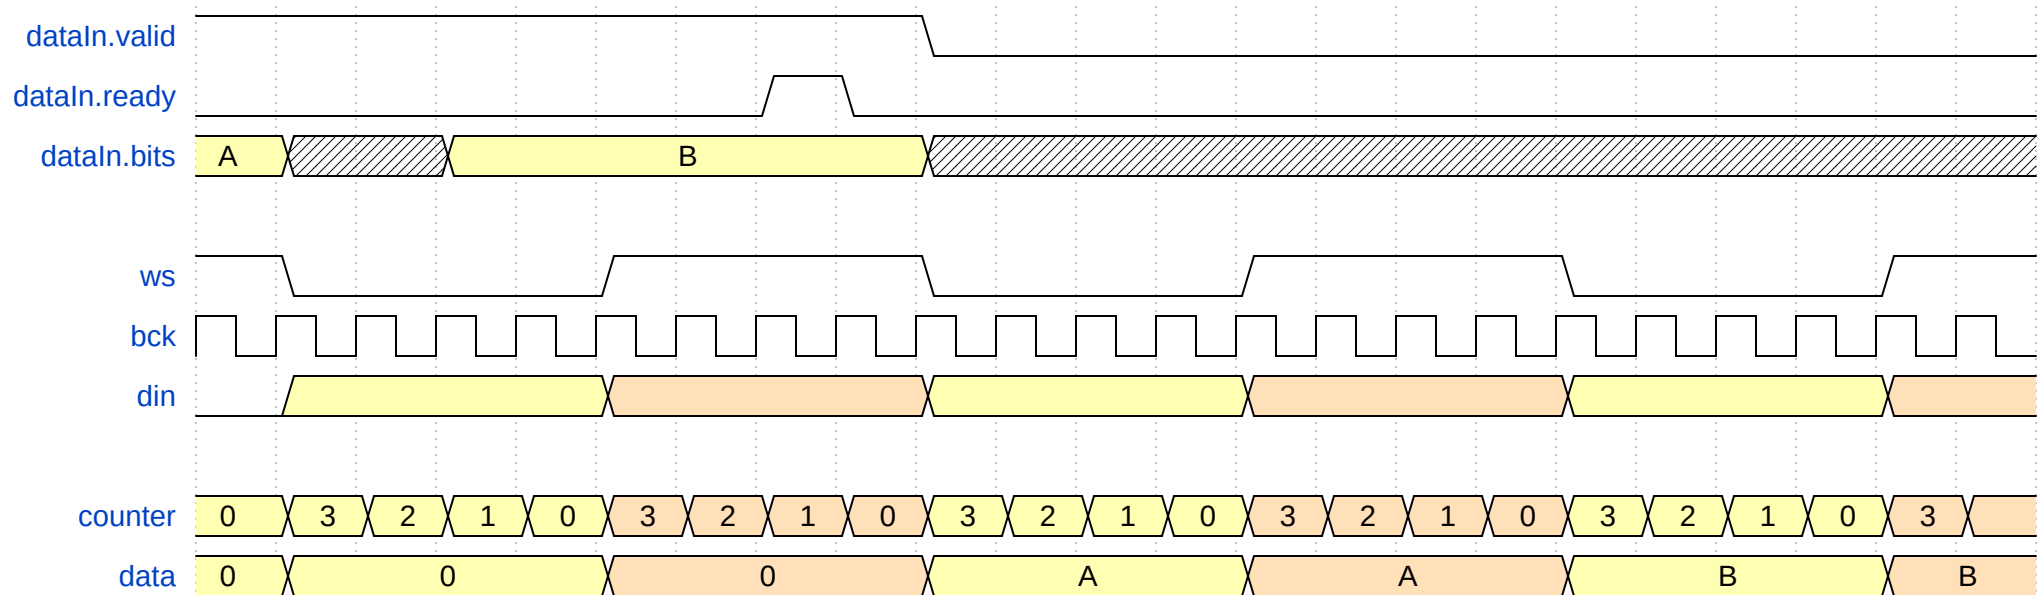 dataIn.valid
dataIn.ready
dataIn.bits A B
ws
bck
din
counter 0 3 2 1 0 3 2 1 0 3 2 1 0 3 2 1 0 3 2 1 0 3
data 0 0 0 A A B B